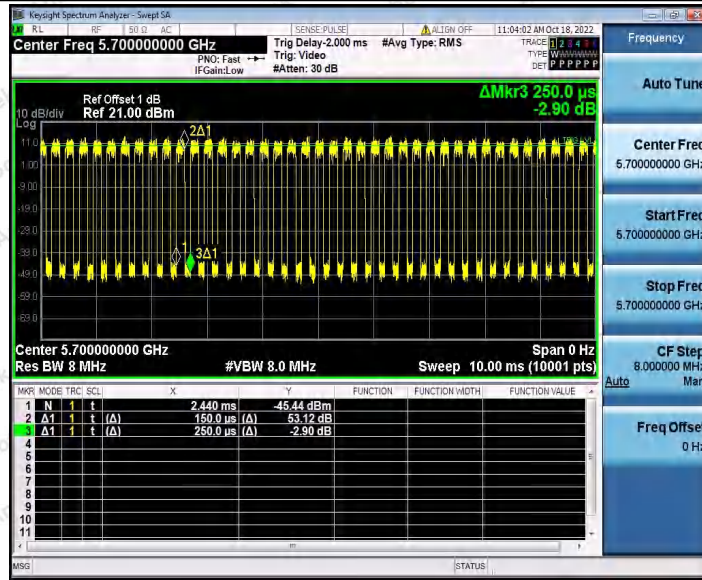 Keysight Spectrum Analyzer - Swept SA
RL RF 50 Ω AC SENSE:PULSE ALIGN OFF 11:04:02 AM Oct 18, 2022
Center Freq 5.700000000 GHz
PNO: Fast
IFGain:Low
Trig Delay-2.000 ms
Trig: Video
#Atten: 30 dB
#Avg Type: RMS
TRACE 1 2 3 4 5 6
TYPE
DET P P P P P P
Frequency
ΔMkr3 250.0 µs
-2.90 dB
Ref Offset 1 dB
10 dB/div Ref 21.00 dBm
Log
11.0
1.00
-9.00
-19.0
-29.0
-39.0
-49.0
-59.0
-69.0
2Δ1
1
3Δ1
Center 5.700000000 GHz Span 0 Hz
Res BW 8 MHz #VBW 8.0 MHz Sweep 10.00 ms (10001 pts)
MKR MODE TRC SCL X Y FUNCTION FUNCTION WIDTH FUNCTION VALUE
1 N 1 t 2.440 ms -45.44 dBm
2 Δ1 1 t (Δ) 150.0 µs (Δ) 53.12 dB
3 Δ1 1 t (Δ) 250.0 µs (Δ) -2.90 dB
4
5
6
7
8
9
10
11
MSG STATUS
Auto Tune
Center Freq
5.700000000 GHz
Start Freq
5.700000000 GHz
Stop Freq
5.700000000 GHz
CF Step
8.000000 MHz
Auto Man
Freq Offset
0 Hz